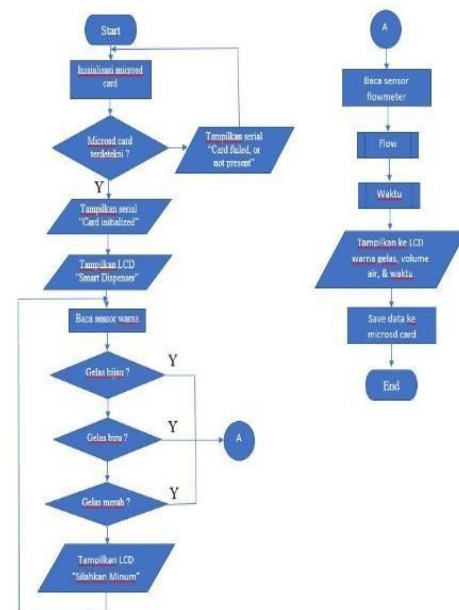 Start
Inizialisasi microsd
card
Microsd card
terdeteksi ?
Tampilkan serial
"Card failed, or
not present"
Y
Tampilkan serial
"Card initialized"
Tampilkan LCD
"Smart Dispenser"
Baca sensor warna
Gelas hijau ?
Y
Gelas biru ?
Y
A
Gelas merah ?
Y
Tampilkan LCD
"Silahkan Minum"
A
Baca sensor
flowmeter
Flow
Waktu
Tampilkan ke LCD
warna gelas, volume
air, & waktu
Save data ke
microsd card
End